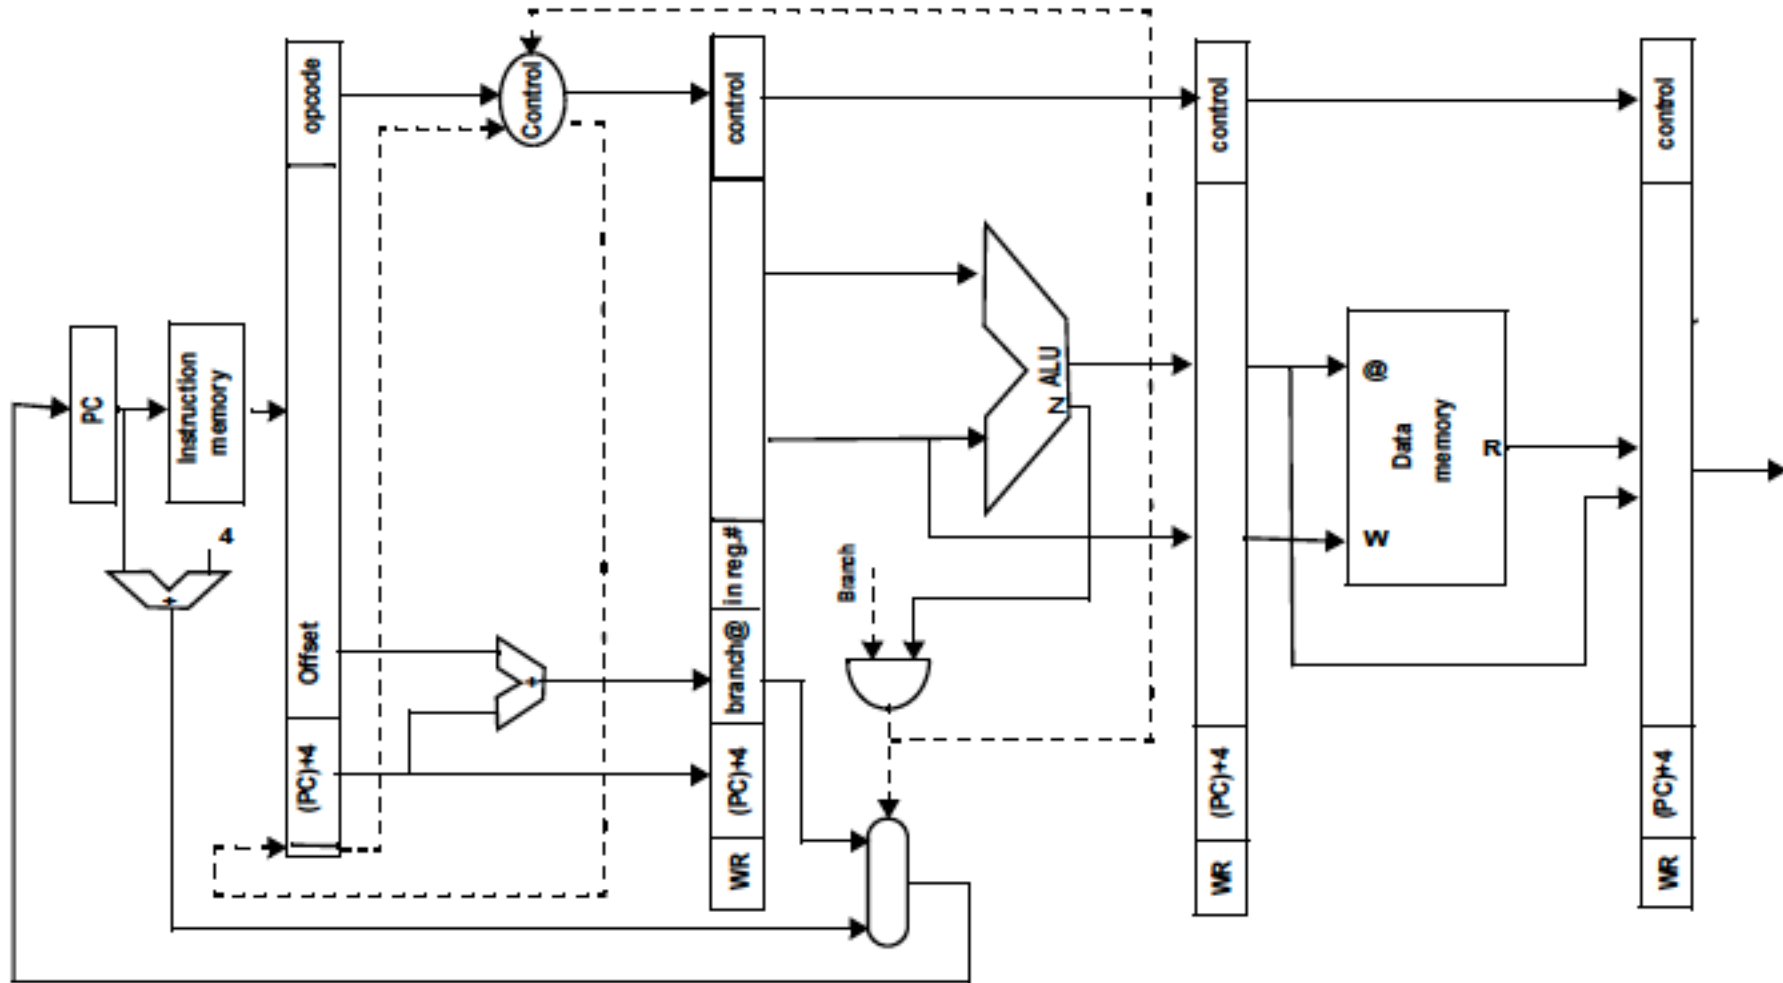 opcode
Control
control
control
control
PC
Instruction
memory
4
+
ALU
Z
@
Data
memory
R
W
in reg.#
Branch
Offset
+
branch@
(PC)+4
(PC)+4
(PC)+4
(PC)+4
WR
WR
WR